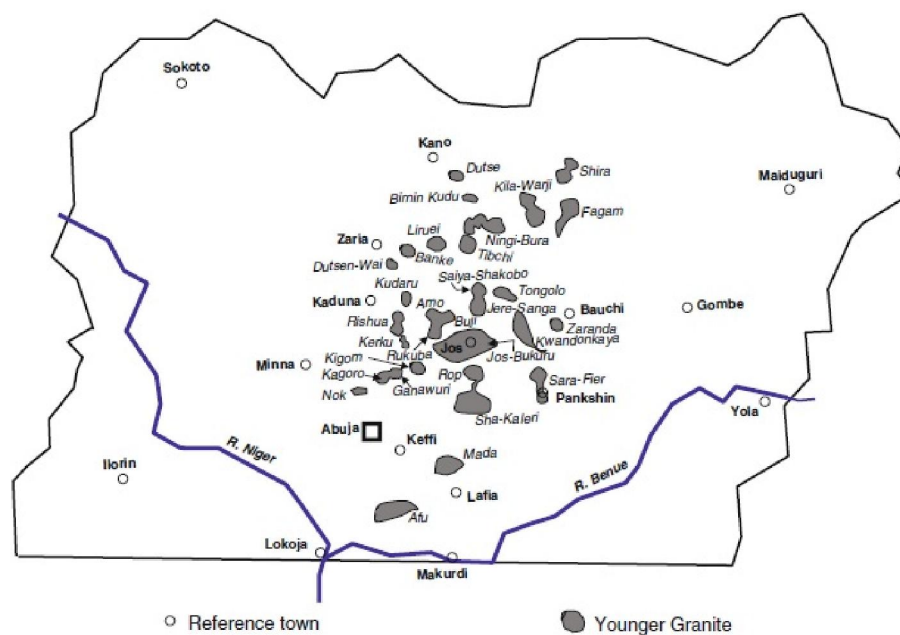 Sokoto
Kano
Dutse
Shira
Kila-Warji
Maiduguri
Birnin Kudu
Fagam
Liruei
Ningi-Bura
Zaria
Banke
Tibchi
Dutsen-Wai
Saiya-Shakobo
Kudaru
Tongolo
Kaduna
Amo
Jere-Sanga
Bauchi
Gombe
Rishua
Buji
Zaranda
Kerku
Jos
Kwandonkaya
Kigom
Rukuba
Jos-Bukuru
Minna
Kagoro
Rop
Sara-Fier
Nok
Ganawuri
Pankshin
Sha-Kaleri
Yola
Abuja
R. Niger
Keffi
Mada
R. Benue
Ilorin
Lafia
Afu
Lokoja
Makurdi
Reference town
Younger Granite